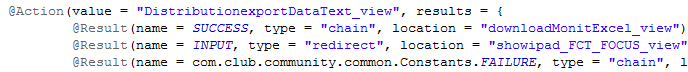 @Action(value = "DistributionexportDataText_view", results = {
@Result(name = SUCCESS, type = "chain", location = "downloadMonitExcel_view")
@Result(name = INPUT, type = "redirect", location = "showipad_FCT_FOCUS_view"
@Result(name = com.club.community.common.Constants.FAILURE, type = "chain", l